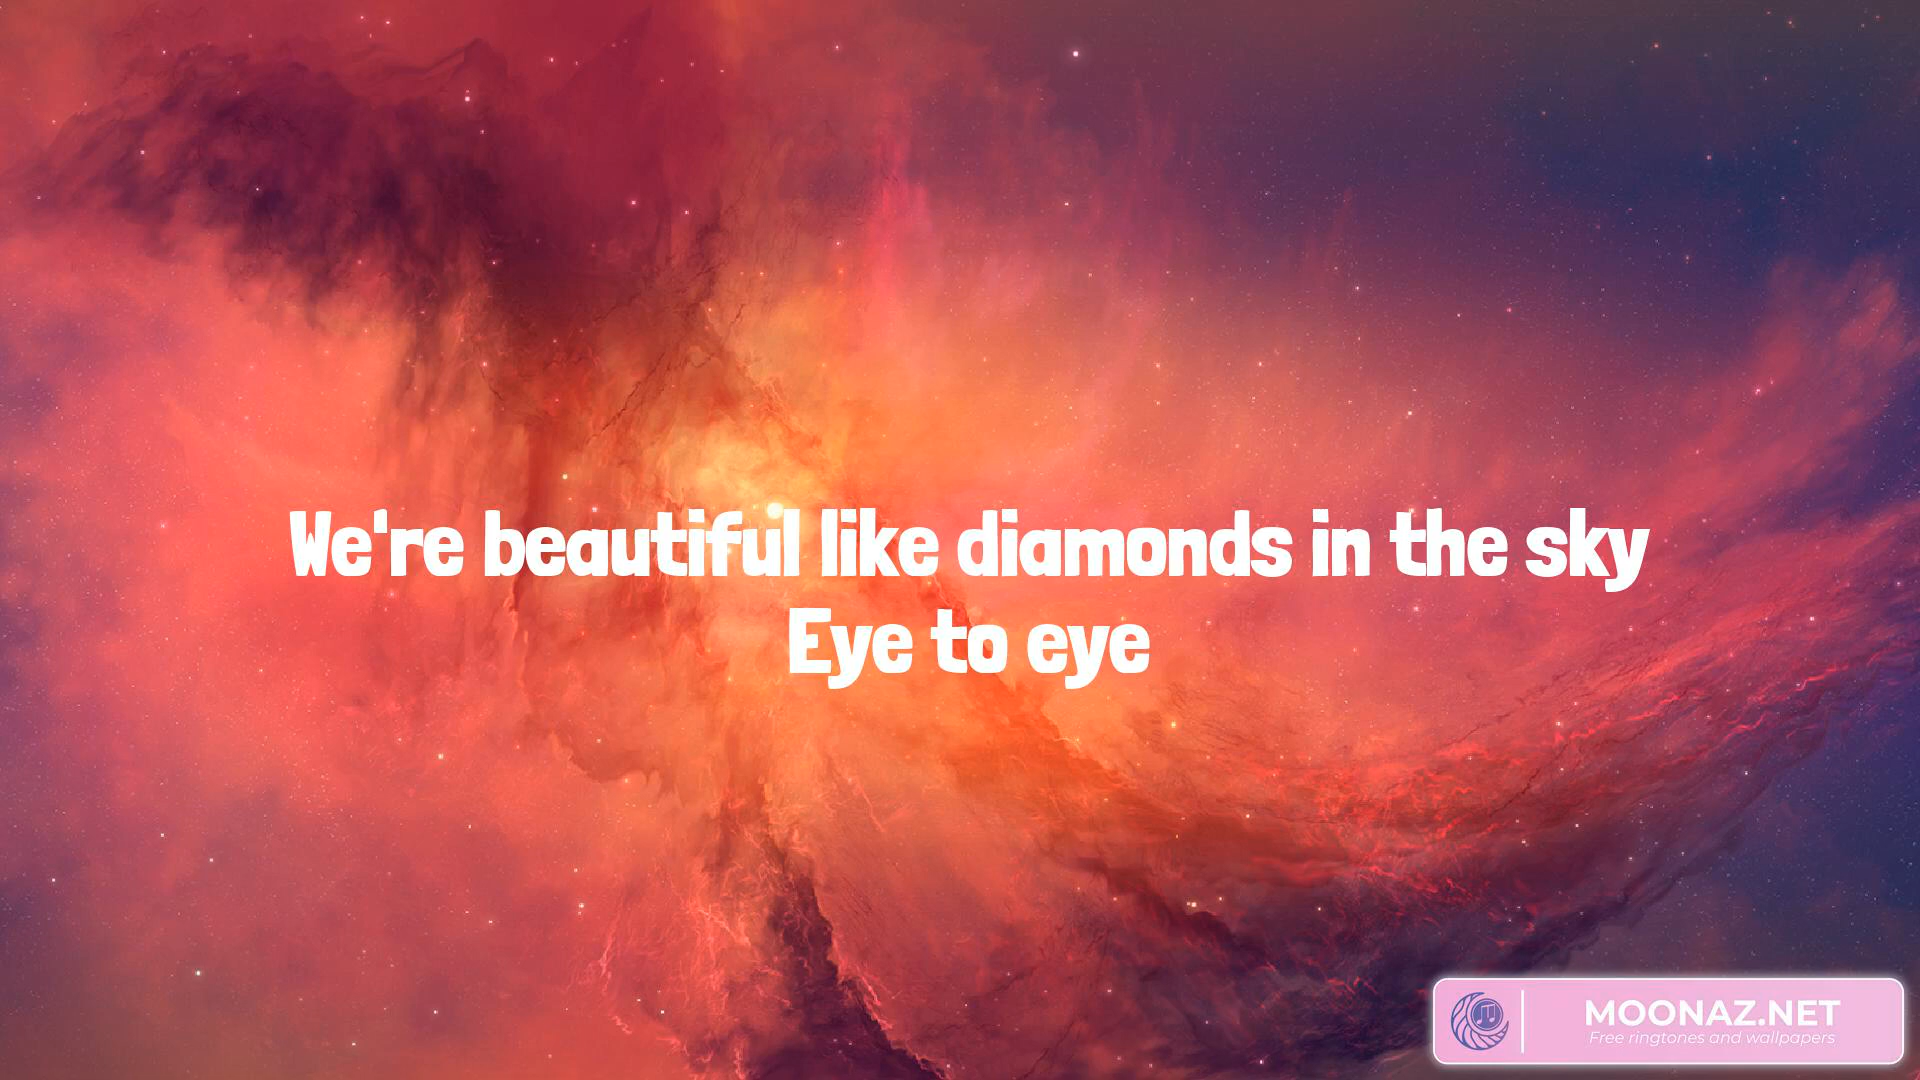 We're beautiful like diamonds in the sky
Eye to eye
MOONAZ.NET
Free ringtones and wallpapers